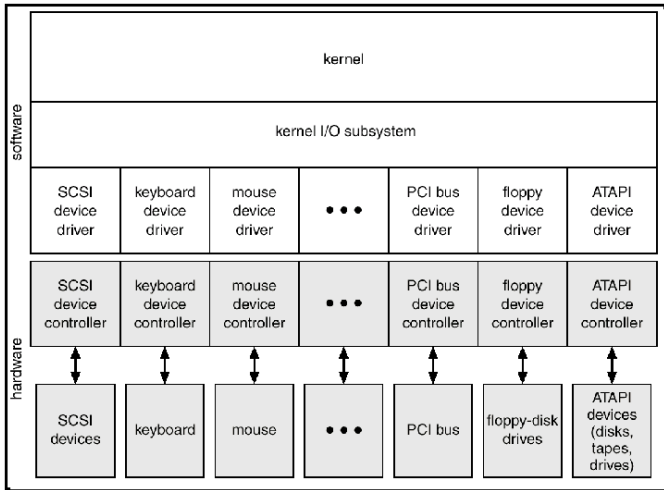 software
kernel
kernel I/O subsystem
SCSI
device
driver
keyboard
device
driver
mouse
device
driver
•••
PCI bus
device
driver
floppy
device
driver
ATAPI
device
driver
hardware
SCSI
device
controller
keyboard
device
controller
mouse
device
controller
•••
PCI bus
device
controller
floppy
device
controller
ATAPI
device
controller
SCSI
devices
keyboard
mouse
•••
PCI bus
floppy-disk
drives
ATAPI
devices
(disks,
tapes,
drives)